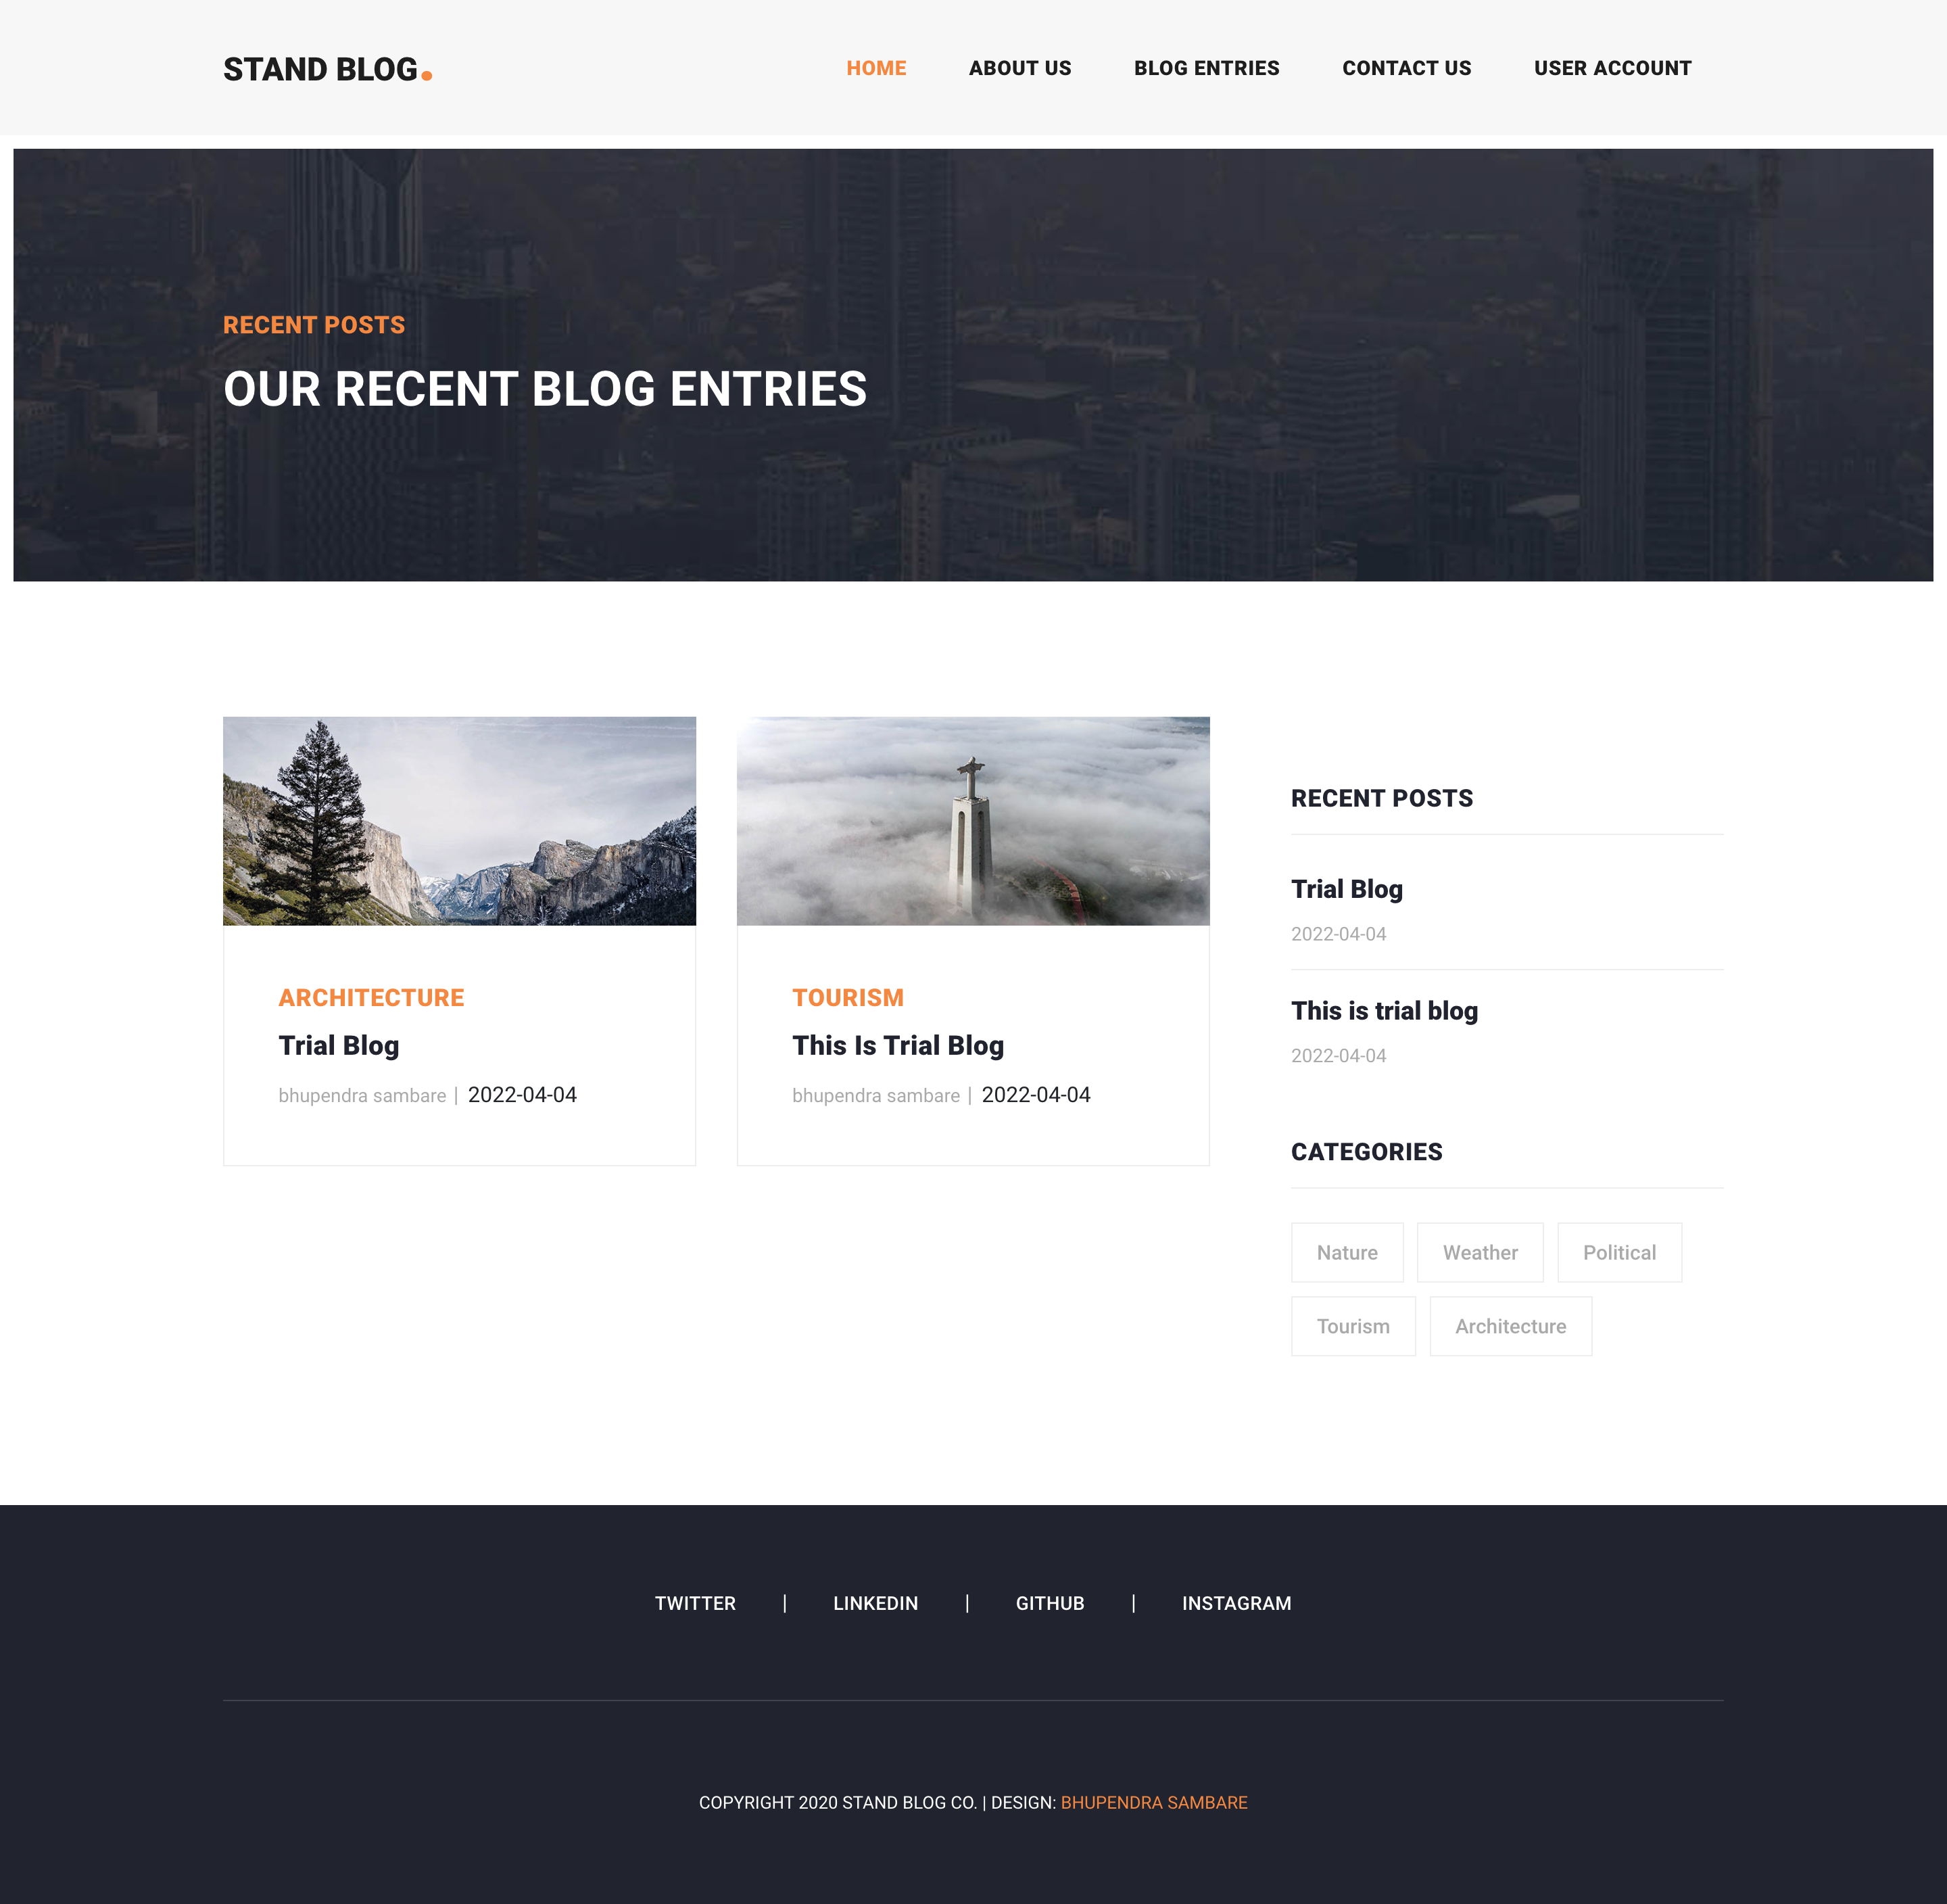 STAND BLOG.
HOME ABOUT US BLOG ENTRIES CONTACT US USER ACCOUNT
RECENT POSTS
OUR RECENT BLOG ENTRIES
ARCHITECTURE
Trial Blog
bhupendra sambare | 2022-04-04
TOURISM
This Is Trial Blog
bhupendra sambare | 2022-04-04
RECENT POSTS
Trial Blog
2022-04-04
This is trial blog
2022-04-04
CATEGORIES
Nature Weather Political
Tourism Architecture
TWITTER | LINKEDIN | GITHUB | INSTAGRAM
COPYRIGHT 2020 STAND BLOG CO. | DESIGN: BHUPENDRA SAMBARE